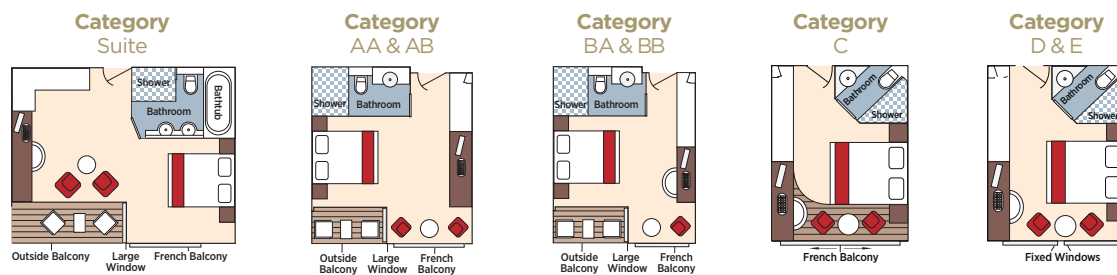 Category
Suite
Shower
Bathroom
Bathtub
Outside Balcony
Large
Window
French Balcony
Category
AA & AB
Shower
Bathroom
Outside
Balcony
Large
Window
French
Balcony
Category
BA & BB
Shower
Bathroom
Outside
Balcony
Large
Window
French
Balcony
Category
C
Bathroom
Shower
French Balcony
Category
D & E
Bathroom
Shower
Fixed Windows